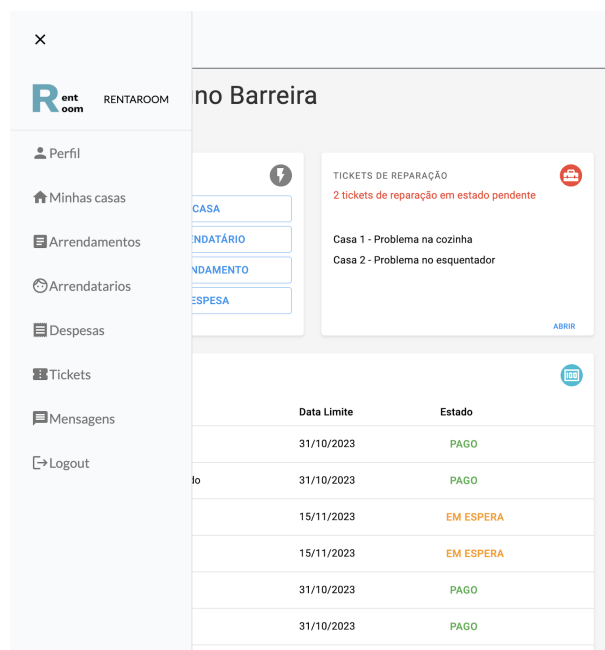 Rent
oom
RENTAROOM
Perfil
Minhas casas
Arrendamentos
Arrendatarios
Despesas
Tickets
Mensagens
Logout
no Barreira
CASA
NDATÁRIO
NDAMENTO
ESPESA
TICKETS DE REPARAÇÃO
2 tickets de reparação em estado pendente
Casa 1 - Problema na cozinha
Casa 2 - Problema no esquentador
ABRIR
100
Data Limite Estado
31/10/2023 PAGO
do 31/10/2023 PAGO
15/11/2023 EM ESPERA
15/11/2023 EM ESPERA
31/10/2023 PAGO
31/10/2023 PAGO